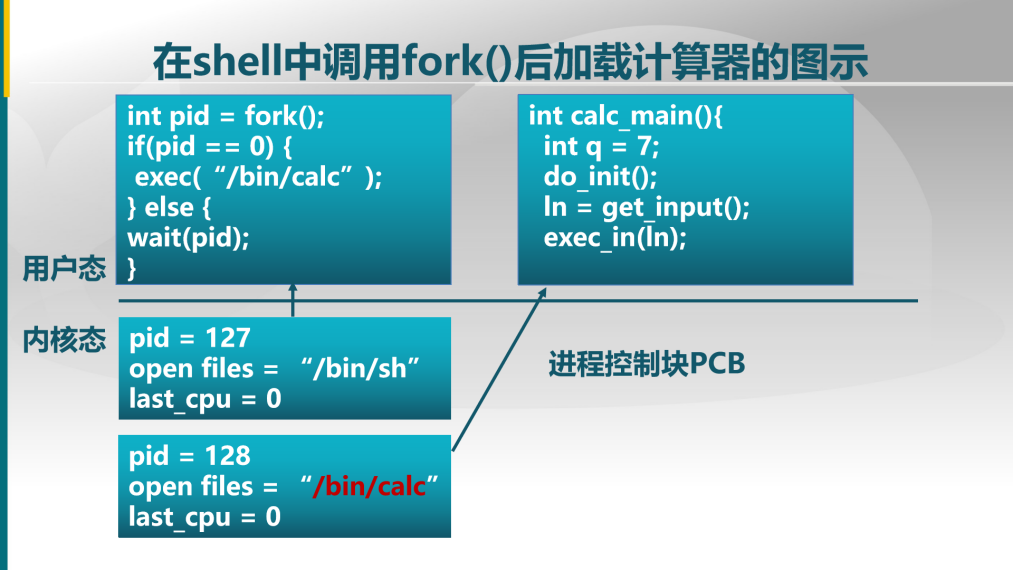 在shell中调用fork()后加载计算器的图示
int pid = fork();
if(pid == 0) {
exec(“/bin/calc”);
} else {
wait(pid);
}
int calc_main(){
int q = 7;
do_init();
ln = get_input();
exec_in(ln);
用户态
内核态
pid = 127
open files = “/bin/sh”
last_cpu = 0
进程控制块PCB
pid = 128
open files = “/bin/calc”
last_cpu = 0